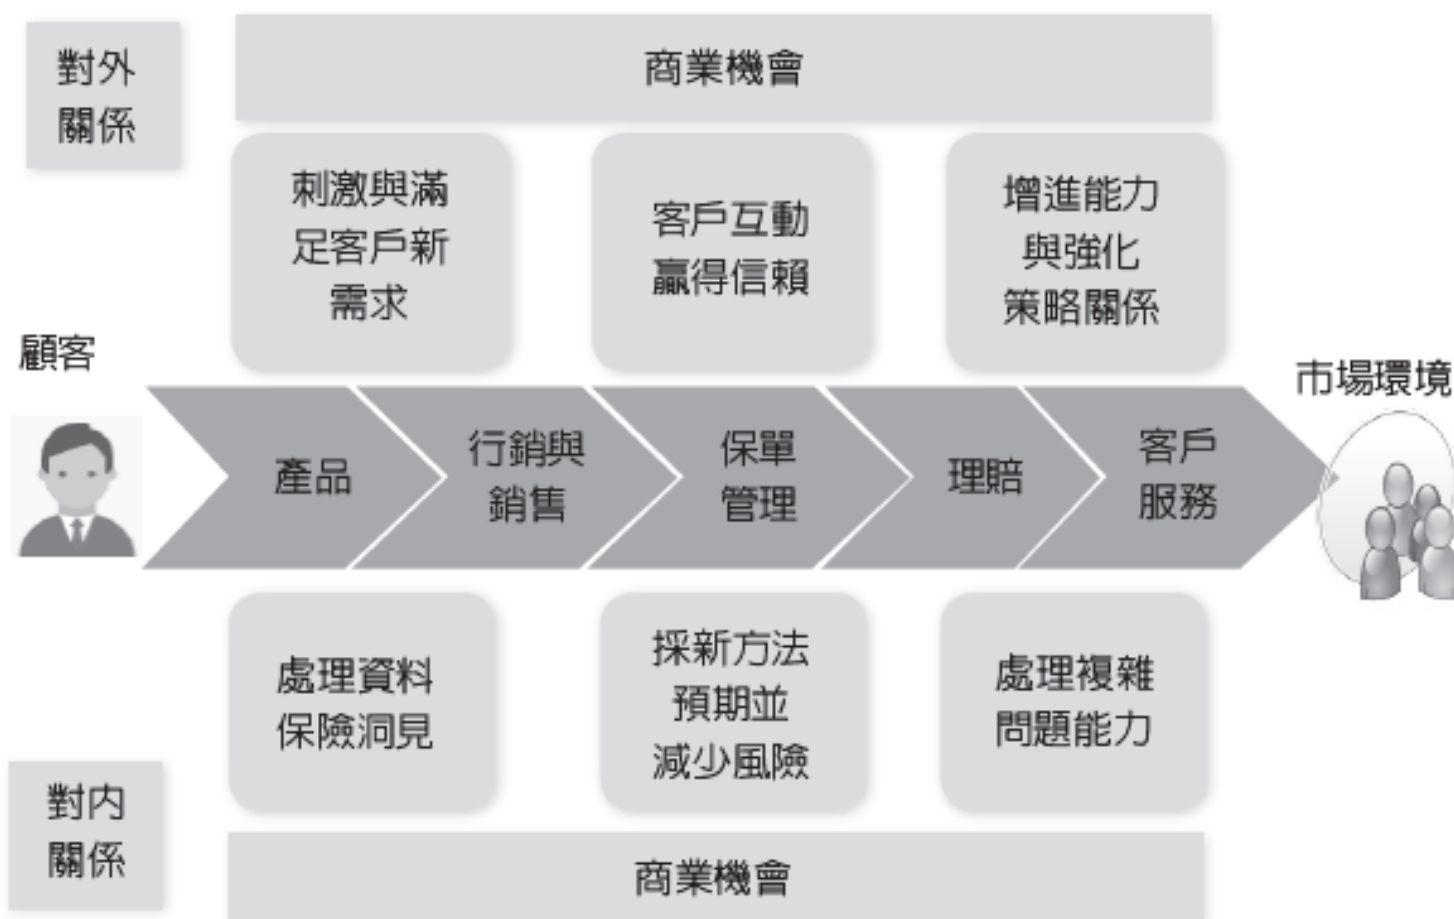 對外
關係
商業機會
刺激與滿
足客戶新
需求
客戶互動
贏得信賴
增進能力
與強化
策略關係
顧客
市場環境
產品
行銷與
銷售
保單
管理
理賠
客戶
服務
處理資料
保險洞見
採新方法
預期並
減少風險
處理複雜
問題能力
對內
關係
商業機會